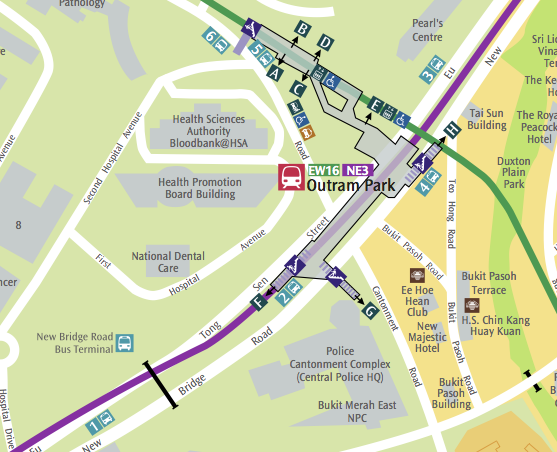 Pathology
Pearl's
Centre
Sri
Vina
Te
The Ke
Ho
The Royal
Peacock
Hotel
B
D
6
5
A
C
3
Eu
New
E
H
Tai Sun
Building
Duxton
Plain
Park
Health Sciences
Authority
Bloodbank@HSA
Second Hospital Avenue
Avenue
Road
EW16 NE3
Outram Park
4
Health Promotion
Board Building
Teo Hong Road
8
Street
Bukit Pasoh Road
National Dental
Care
First Hospital Avenue
Sen
Bukit Pasoh
Terrace
Ee Hoe
Hean
Club
H.S. Chin Kang
Huay Kuan
ncer
F
2
G
Cantonment Road
New
Majestic
Hotel
Bukit Pasoh Road
New Bridge Road
Bus Terminal
Tong
Road
Police
Cantonment Complex
(Central Police HQ)
Bridge
Bukit Merah East
NPC
Bukit
Pasoh
Building
Hospital Drive
1
Eu
New